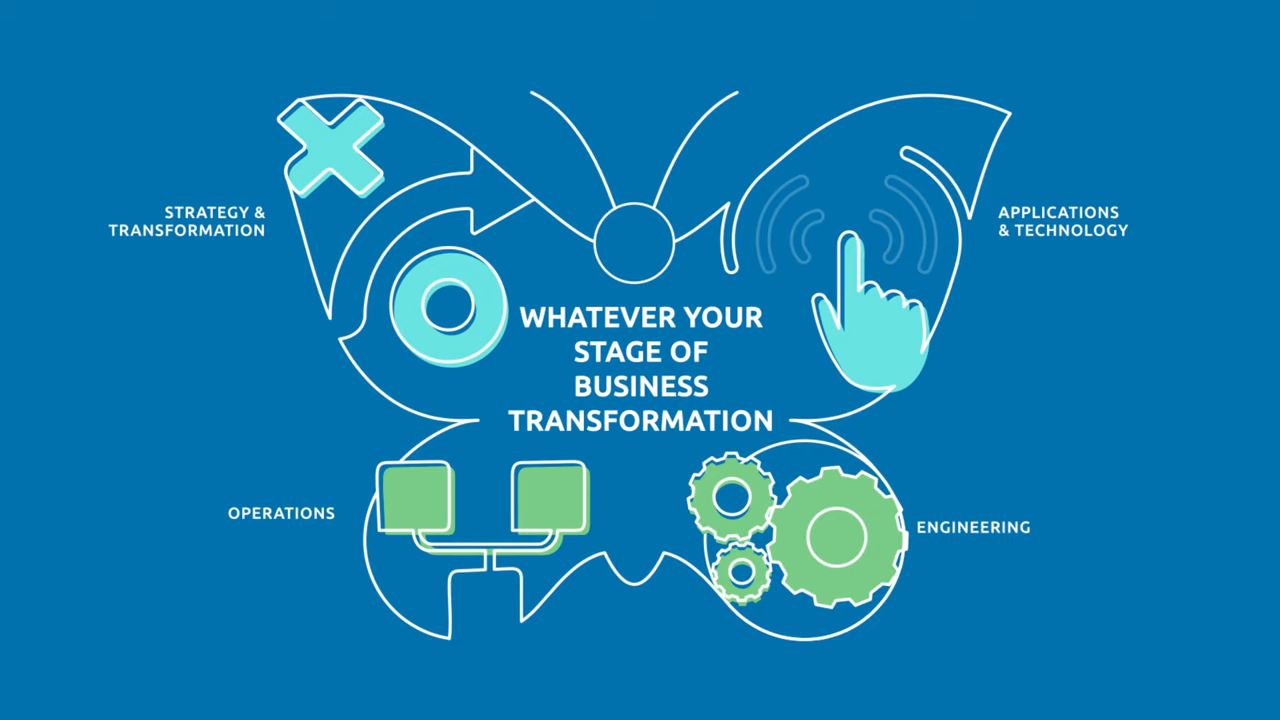 STRATEGY &
TRANSFORMATION
APPLICATIONS
& TECHNOLOGY
WHATEVER YOUR
STAGE OF
BUSINESS
TRANSFORMATION
OPERATIONS
ENGINEERING